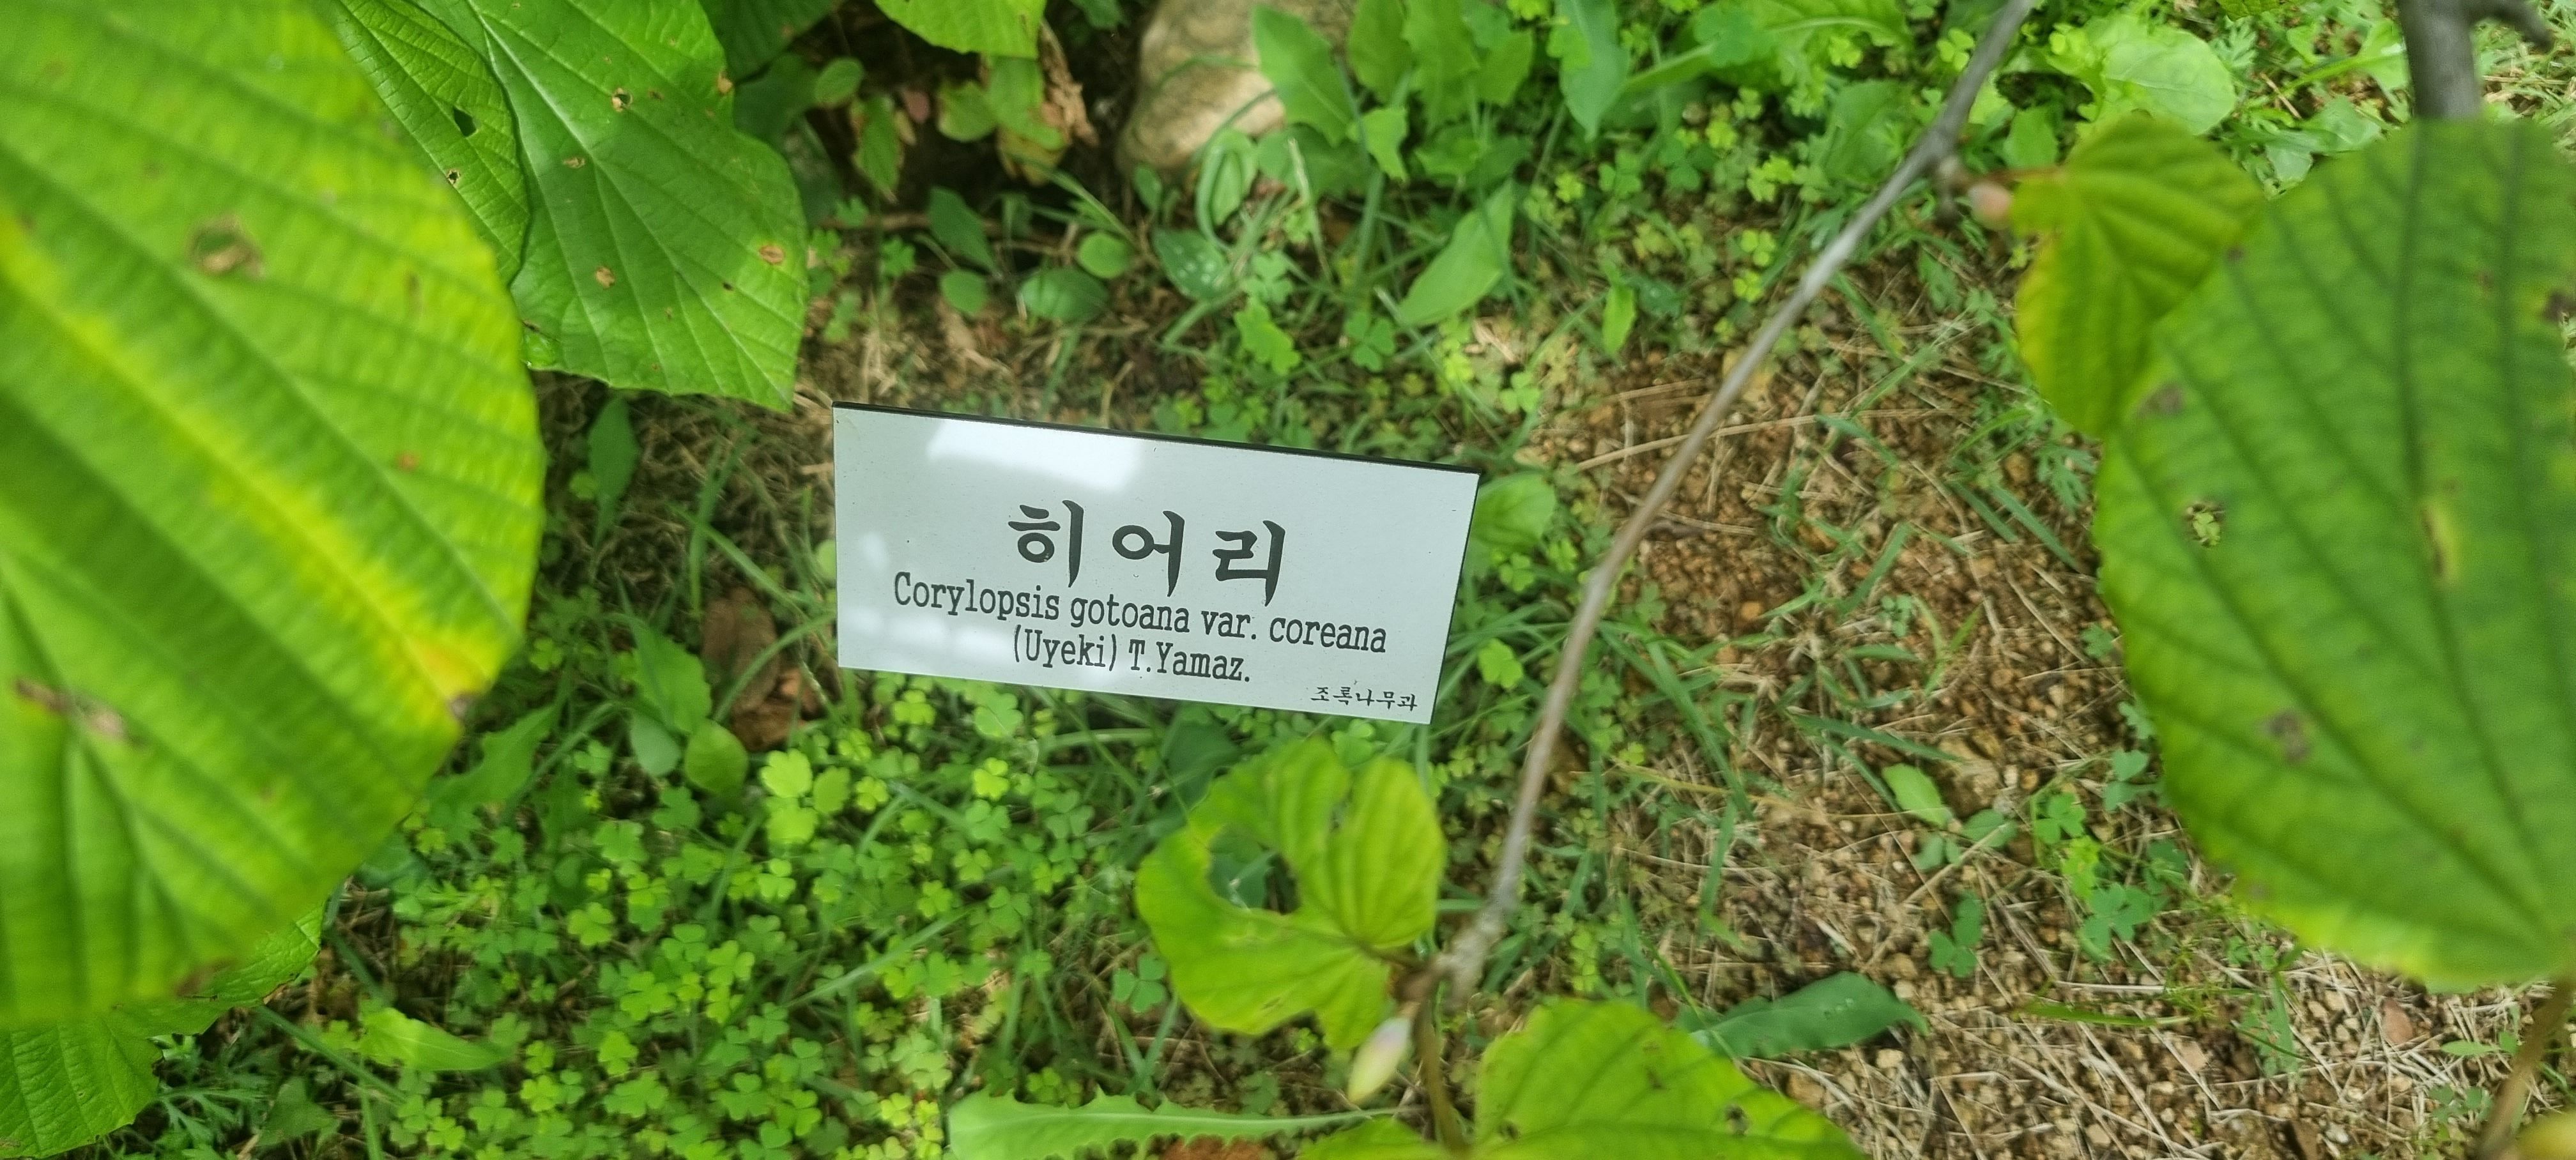 히어리
Corylopsis gotoana var. coreana
(Uyeki) T.Yamaz.
조록나무과